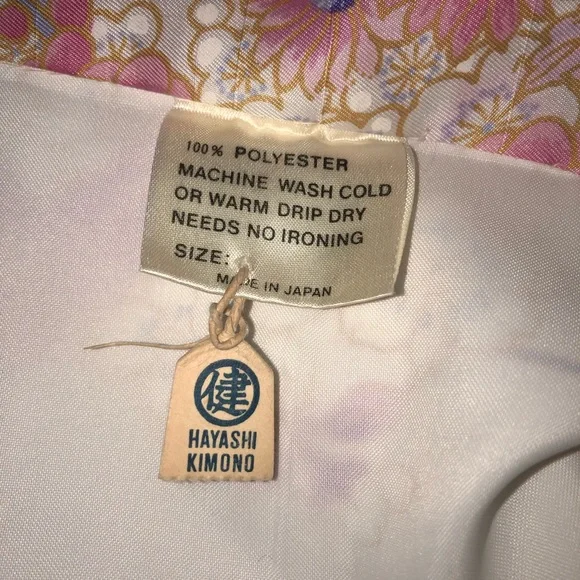 100% POLYESTER
MACHINE WASH COLD
OR WARM DRIP DRY
NEEDS NO IRONING
SIZE:
MADE IN JAPAN
健
HAYASHI
KIMONO